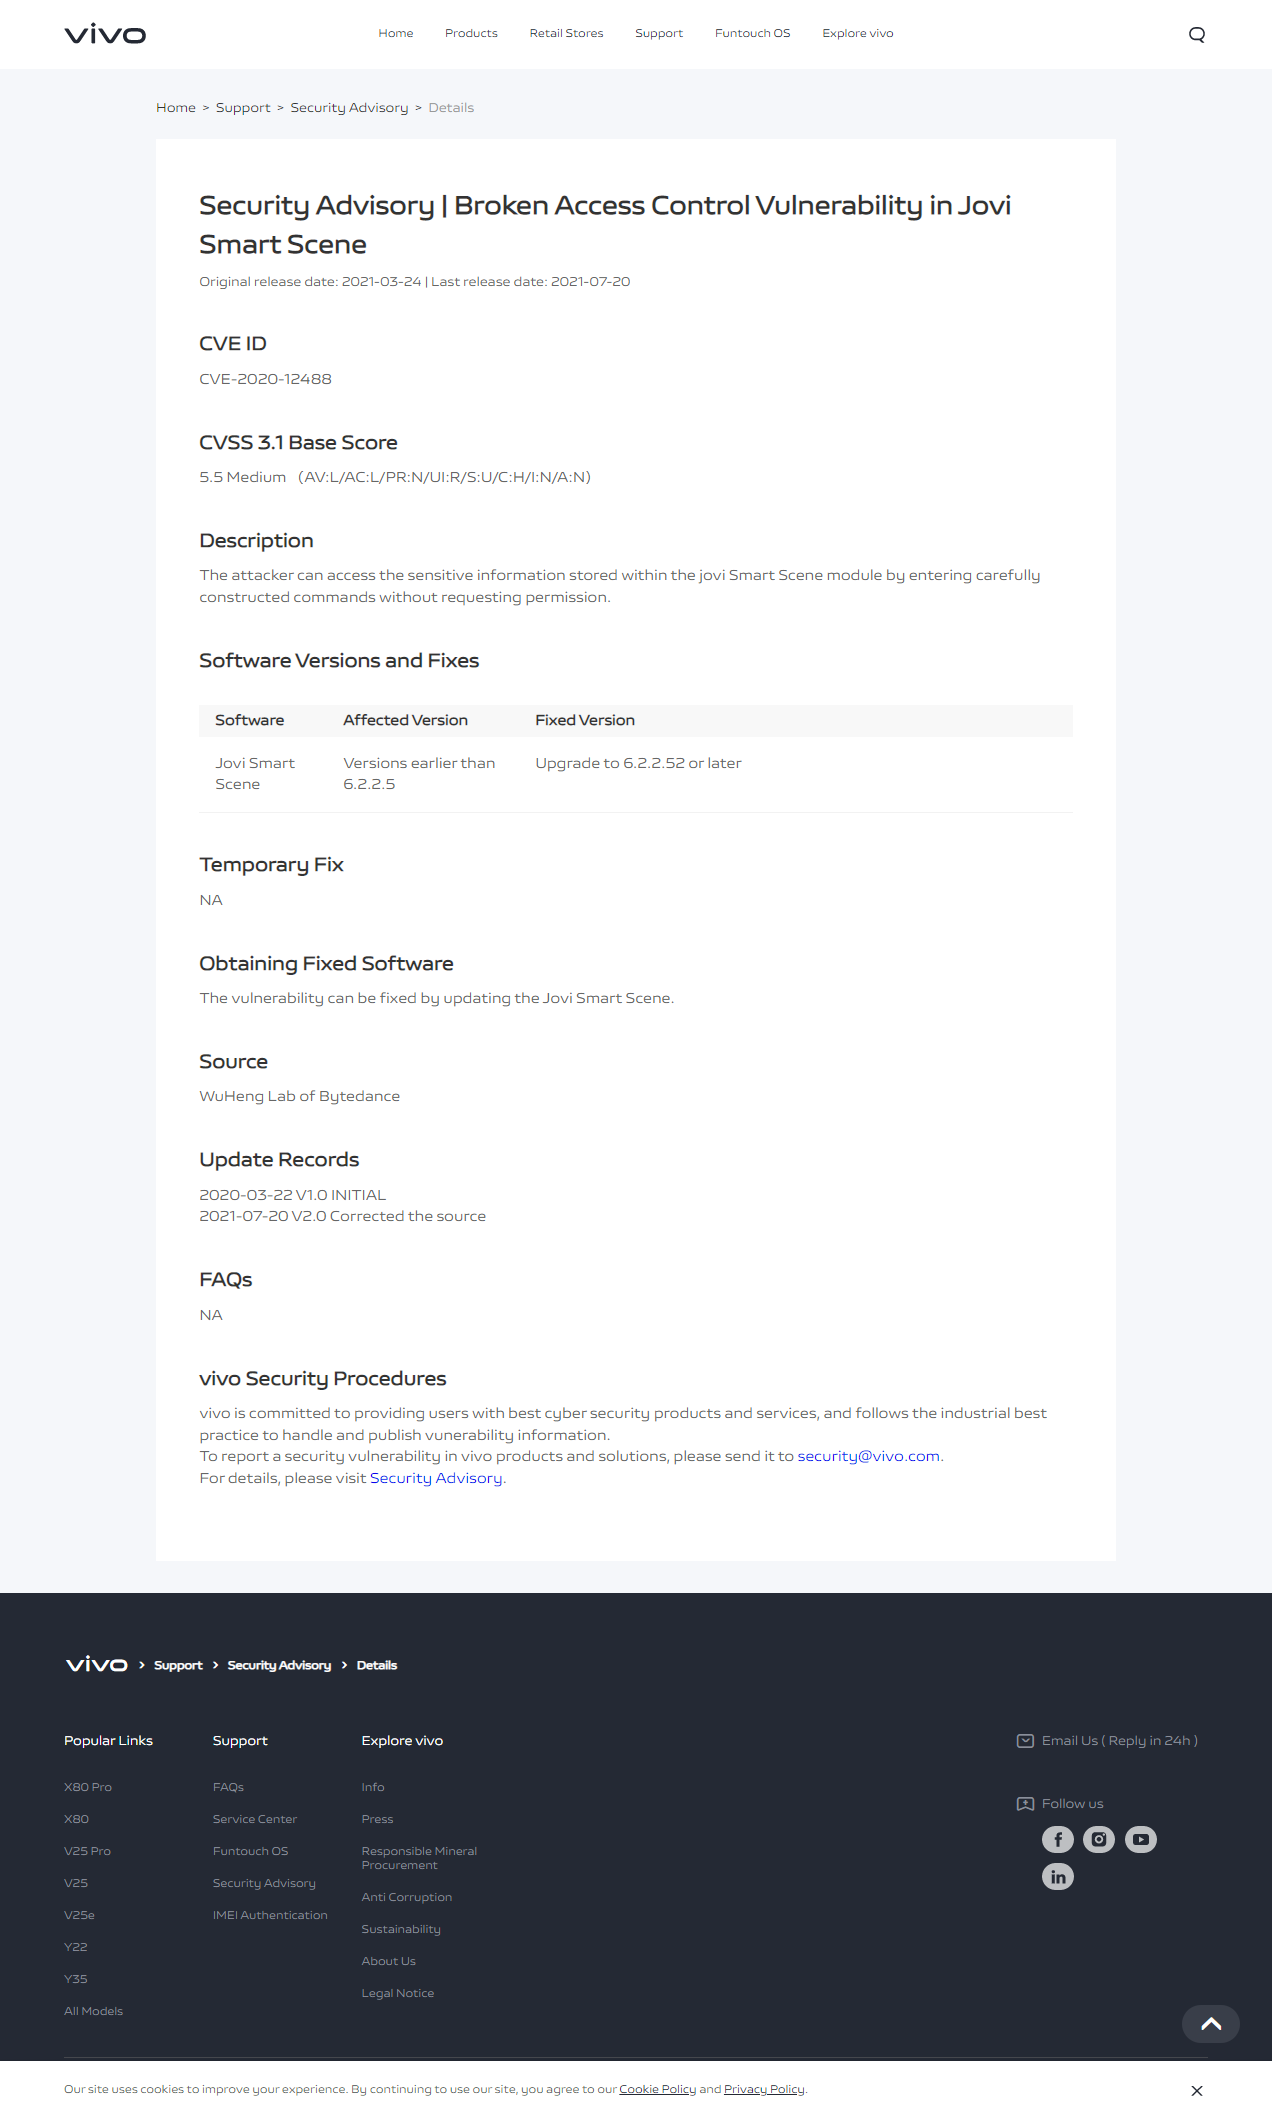 vivo
Home Products Retail Stores Support Funtouch OS Explore vivo
Home > Support > Security Advisory > Details
Security Advisory | Broken Access Control Vulnerability in Jovi
Smart Scene
Original release date: 2021-03-24 | Last release date: 2021-07-20
CVE ID
CVE-2020-12488
CVSS 3.1 Base Score
5.5 Medium （AV:L/AC:L/PR:N/UI:R/S:U/C:H/I:N/A:N）
Description
The attacker can access the sensitive information stored within the jovi Smart Scene module by entering carefully
constructed commands without requesting permission.
Software Versions and Fixes
Software Affected Version Fixed Version
Jovi Smart Versions earlier than Upgrade to 6.2.2.52 or later
Scene 6.2.2.5
Temporary Fix
NA
Obtaining Fixed Software
The vulnerability can be fixed by updating the Jovi Smart Scene.
Source
WuHeng Lab of Bytedance
Update Records
2020-03-22 V1.0 INITIAL
2021-07-20 V2.0 Corrected the source
FAQs
NA
vivo Security Procedures
vivo is committed to providing users with best cyber security products and services, and follows the industrial best
practice to handle and publish vunerability information.
To report a security vulnerability in vivo products and solutions, please send it to security@vivo.com.
For details, please visit Security Advisory.
vivo > Support > Security Advisory > Details
Popular Links
X80 Pro
X80
V25 Pro
V25
V25e
Y22
Y35
All Models
Support
FAQs
Service Center
Funtouch OS
Security Advisory
IMEI Authentication
Explore vivo
Info
Press
Responsible Mineral
Procurement
Anti Corruption
Sustainability
About Us
Legal Notice
Email Us ( Reply in 24h )
Follow us
Our site uses cookies to improve your experience. By continuing to use our site, you agree to our Cookie Policy and Privacy Policy.